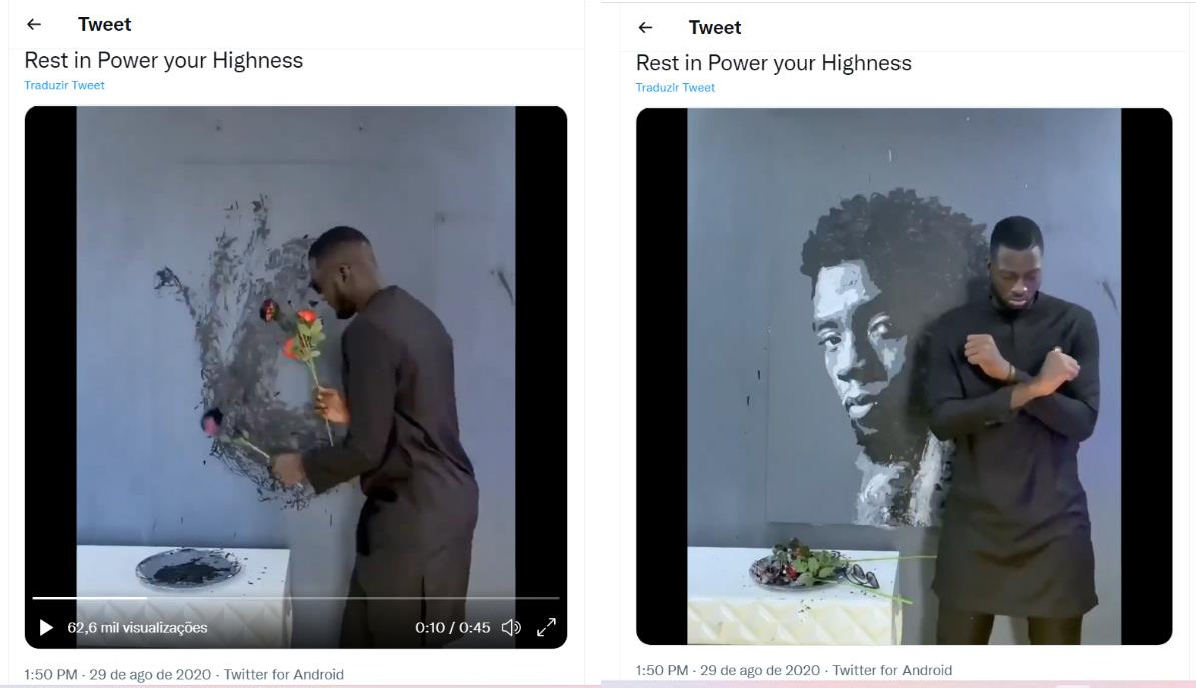 Tweet
Rest in Power your Highness
Traduzir Tweet
62,6 mil visualizações
0:10 / 0:45
1:50 PM · 29 de ago de 2020 · Twitter for Android
Tweet
Rest in Power your Highness
Traduzir Tweet
1:50 PM · 29 de ago de 2020 · Twitter for Android